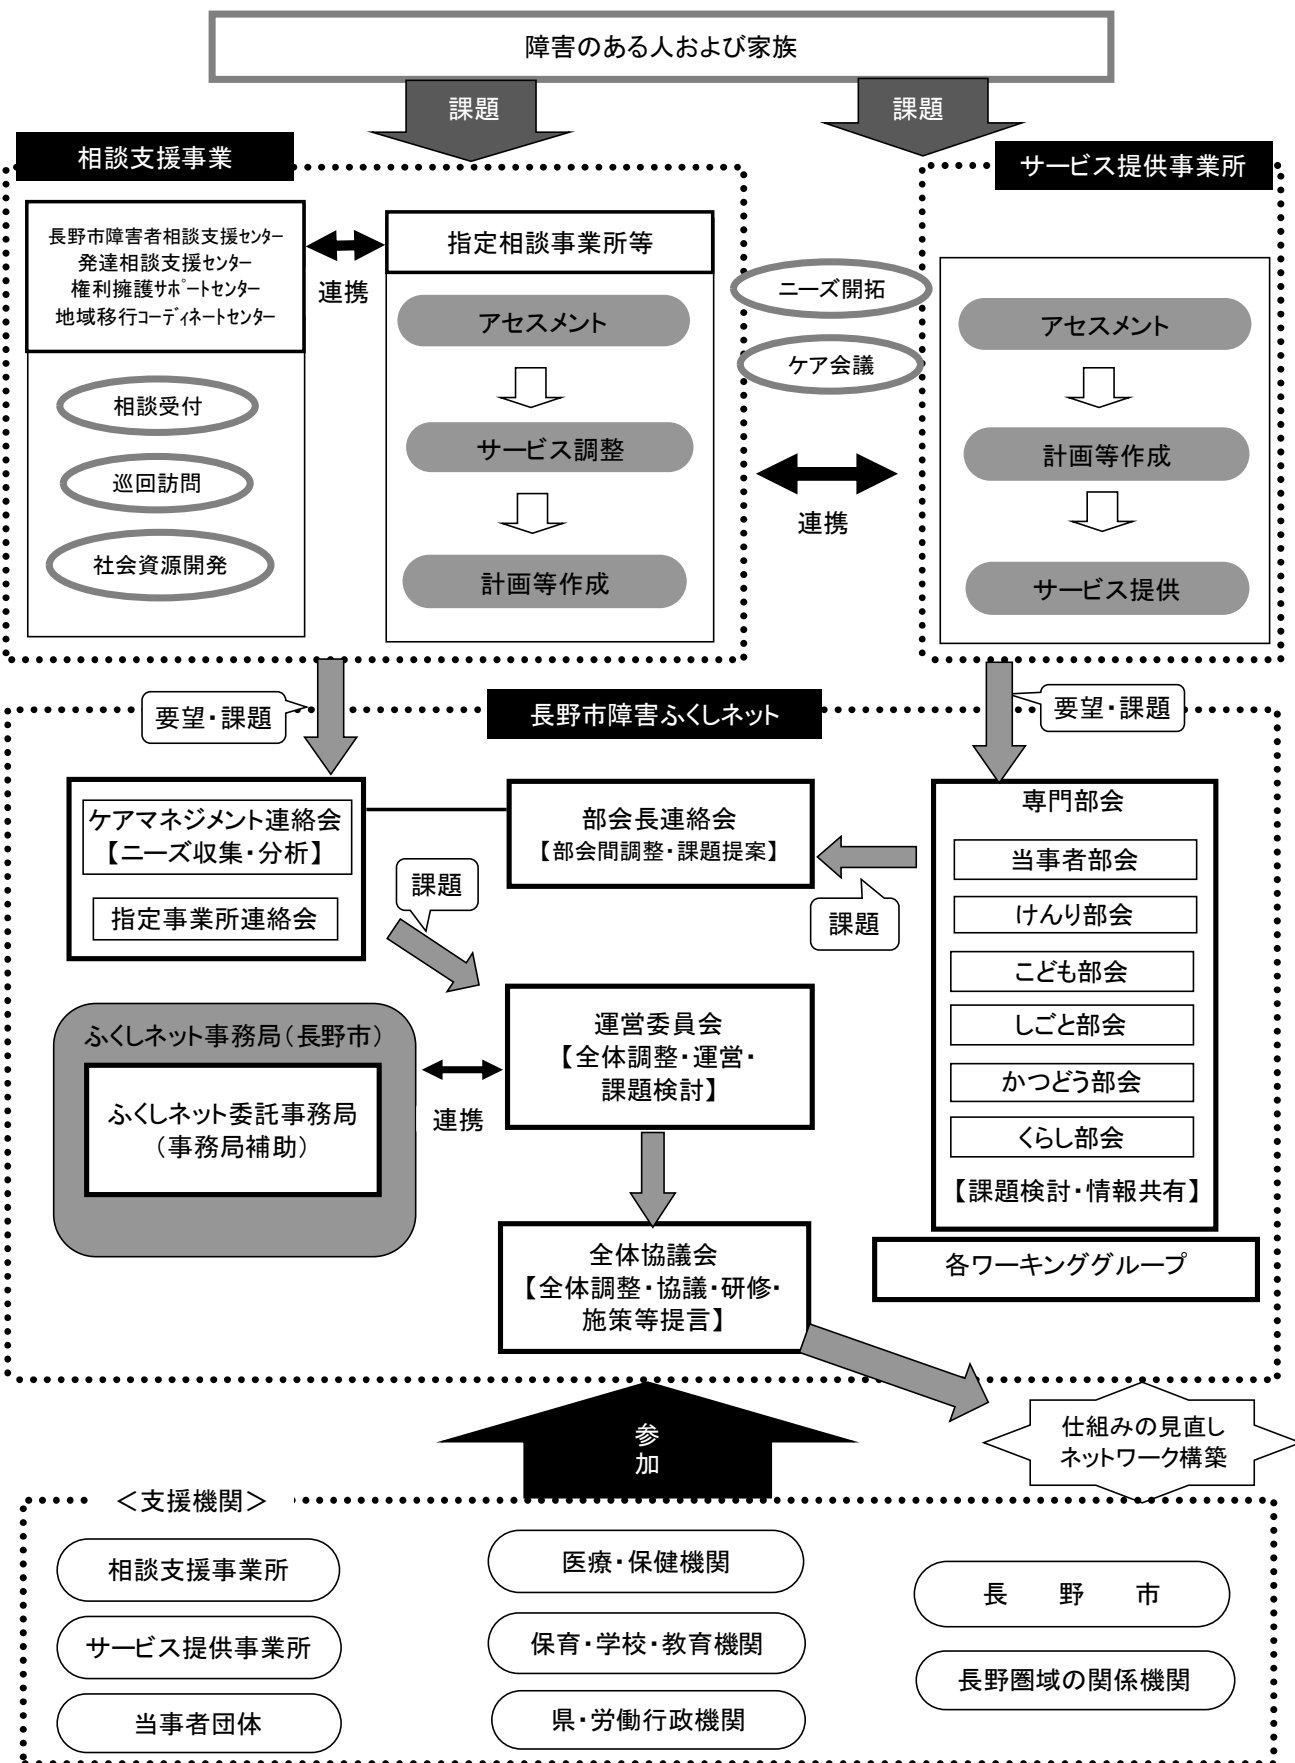 障害のある人および家族
課題
課題
相談支援事業
サービス提供事業所
長野市障害者相談支援センター
発達相談支援センター
権利擁護サポートセンター
地域移行コーディネートセンター
連携
指定相談事業所等
アセスメント
サービス調整
計画等作成
相談受付
巡回訪問
社会資源開発
ニーズ開拓
ケア会議
連携
アセスメント
計画等作成
サービス提供
要望・課題
長野市障害ふくしネット
要望・課題
ケアマネジメント連絡会
【ニーズ収集・分析】
指定事業所連絡会
課題
部会長連絡会
【部会間調整・課題提案】
課題
専門部会
当事者部会
けんり部会
こども部会
しごと部会
かつどう部会
くらし部会
【課題検討・情報共有】
各ワーキンググループ
ふくしネット事務局（長野市）
ふくしネット委託事務局
（事務局補助）
連携
運営委員会
【全体調整・運営・
課題検討】
全体協議会
【全体調整・協議・研修・
施策等提言】
仕組みの見直し
ネットワーク構築
参
加
＜支援機関＞
相談支援事業所
サービス提供事業所
当事者団体
医療・保健機関
保育・学校・教育機関
県・労働行政機関
長　野　市
長野圏域の関係機関